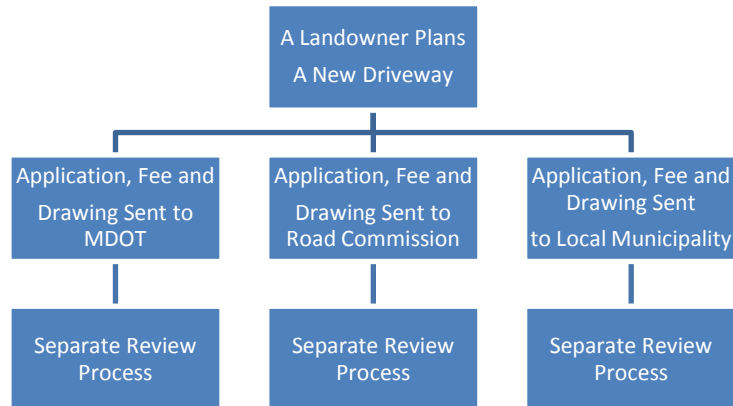 A Landowner Plans
A New Driveway
Application, Fee and
Drawing Sent to
MDOT
Application, Fee and
Drawing Sent to
Road Commission
Application, Fee and
Drawing Sent
to Local Municipality
Separate Review
Process
Separate Review
Process
Separate Review
Process